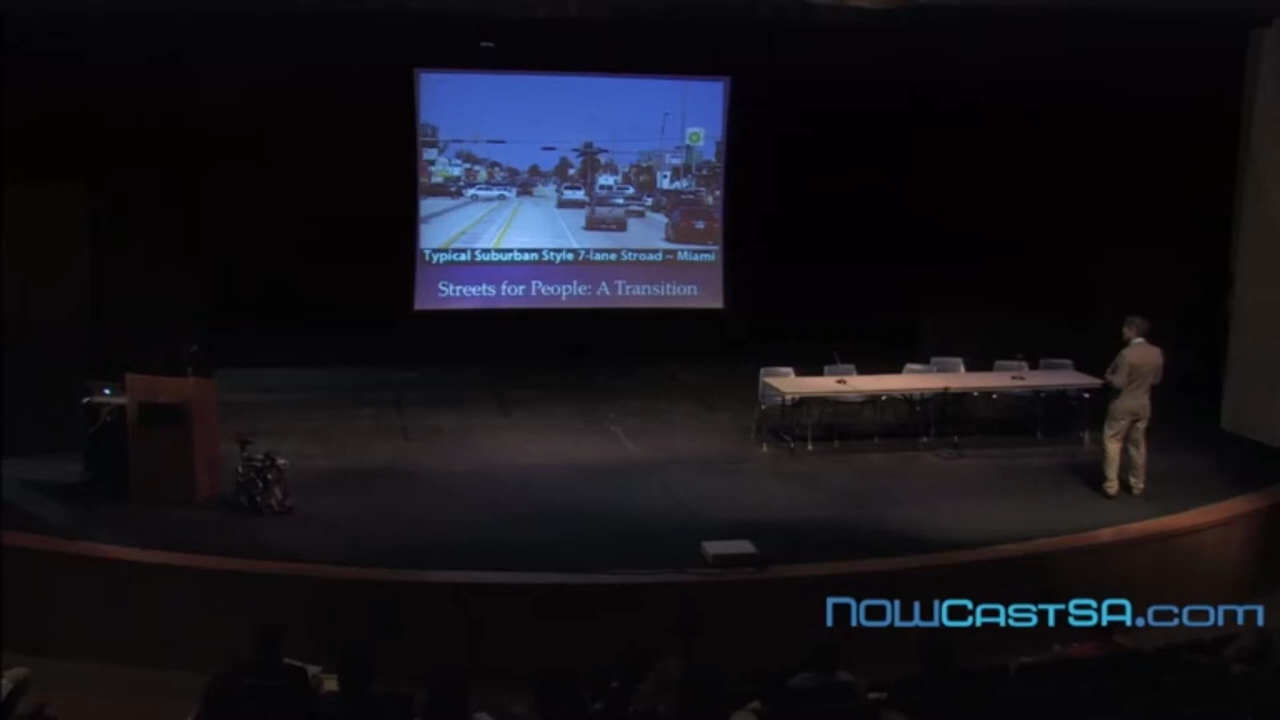 Typical Suburban Style 7-lane Stroad – Miami
Streets for People: A Transition
NOWCASTSA.COM